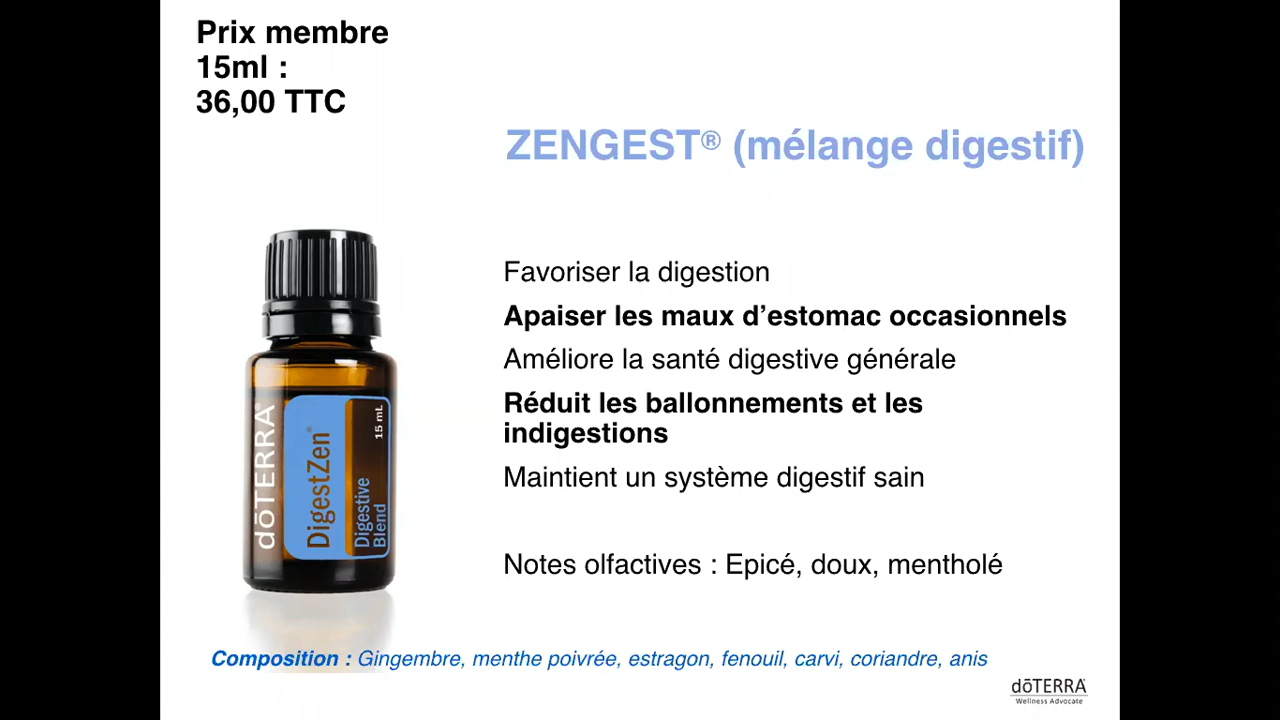 Prix membre
15ml :
36,00 TTC
ZENGEST® (mélange digestif)
Favoriser la digestion
Apaiser les maux d’estomac occasionnels
Améliore la santé digestive générale
Réduit les ballonnements et les
indigestions
Maintient un système digestif sain
Notes olfactives : Epicé, doux, mentholé
dōTERRA®
DigestZen®
Digestive
Blend
15 mL
Composition : Gingembre, menthe poivrée, estragon, fenouil, carvi, coriandre, anis
dōTERRA®
Wellness Advocate